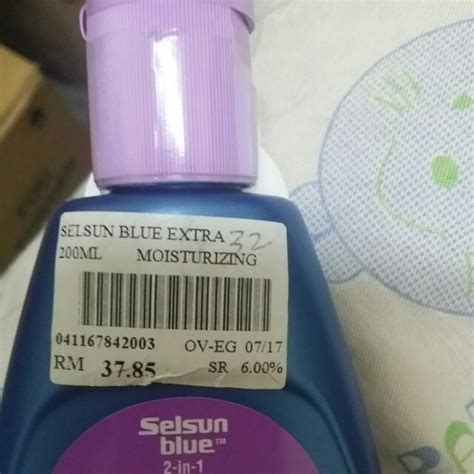 SELSUN BLUE EXTRA 32
200ML MOISTURIZING
041167842003 OV-EG 07/17
RM 37.85 SR 6.00%
Selsun
blue™
2-in-1